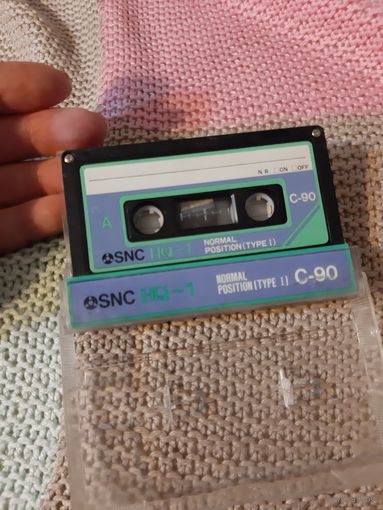 N.R. □ON □OFF
A
C-90
SNC HQ-1 NORMAL
POSITION (TYPE I)
SNC HQ-1 NORMAL
POSITION (TYPE I) C-90